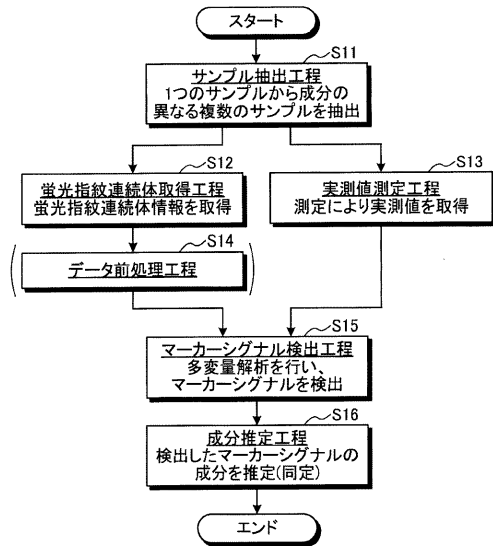 スタート
S11
サンプル抽出工程
1つのサンプルから成分の
異なる複数のサンプルを抽出
S12
蛍光指紋連続体取得工程
蛍光指紋連続体情報を取得
S13
実測値測定工程
測定により実測値を取得
S14
データ前処理工程
S15
マーカーシグナル検出工程
多変量解析を行い、
マーカーシグナルを検出
S16
成分推定工程
検出したマーカーシグナルの
成分を推定(同定)
エンド